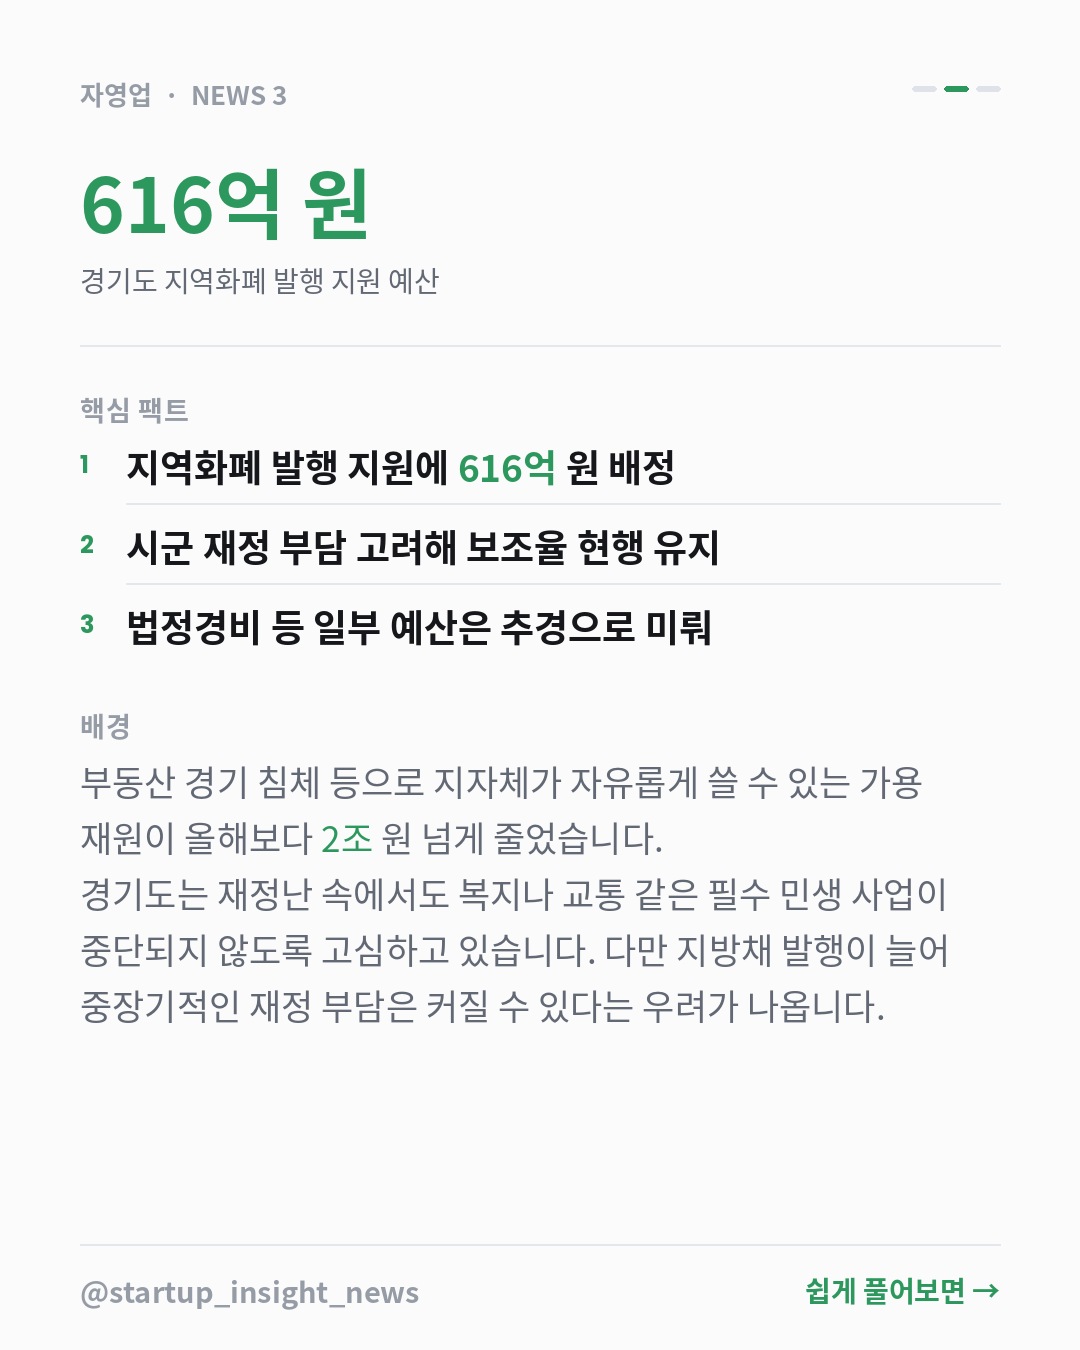 자영업 · NEWS 3
616억 원
경기도 지역화폐 발행 지원 예산
핵심 팩트
1 지역화폐 발행 지원에 616억 원 배정
2 시군 재정 부담 고려해 보조율 현행 유지
3 법정경비 등 일부 예산은 추경으로 미뤄
배경
부동산 경기 침체 등으로 지자체가 자유롭게 쓸 수 있는 가용
재원이 올해보다 2조 원 넘게 줄었습니다.
경기도는 재정난 속에서도 복지나 교통 같은 필수 민생 사업이
중단되지 않도록 고심하고 있습니다. 다만 지방채 발행이 늘어
중장기적인 재정 부담은 커질 수 있다는 우려가 나옵니다.
@startup_insight_news
쉽게 풀어보면 →